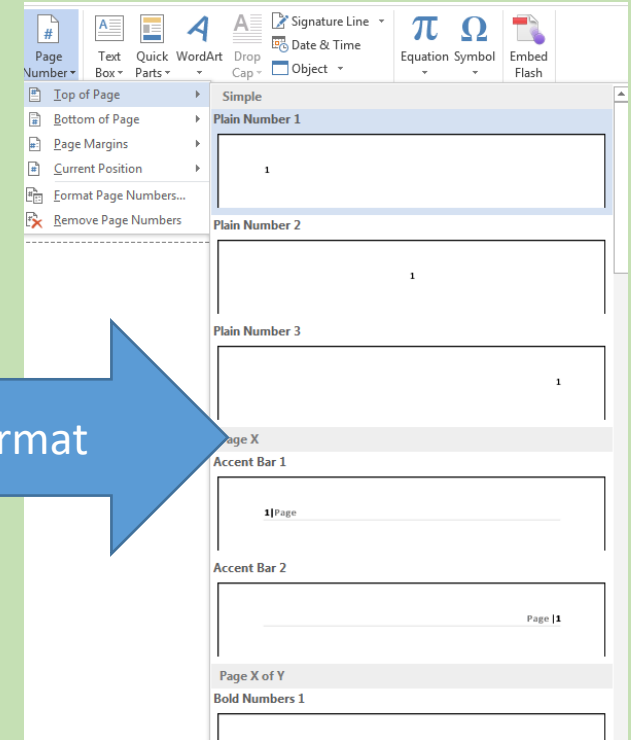 Page Number
Text Box
Quick Parts
WordArt
Drop Cap
Signature Line
Date & Time
Object
Equation
Symbol
Embed Flash
Top of Page
Bottom of Page
Page Margins
Current Position
Format Page Numbers...
Remove Page Numbers
Simple
Plain Number 1
1
Plain Number 2
1
Plain Number 3
1
rmat
age X
Accent Bar 1
1|Page
Accent Bar 2
Page |1
Page X of Y
Bold Numbers 1